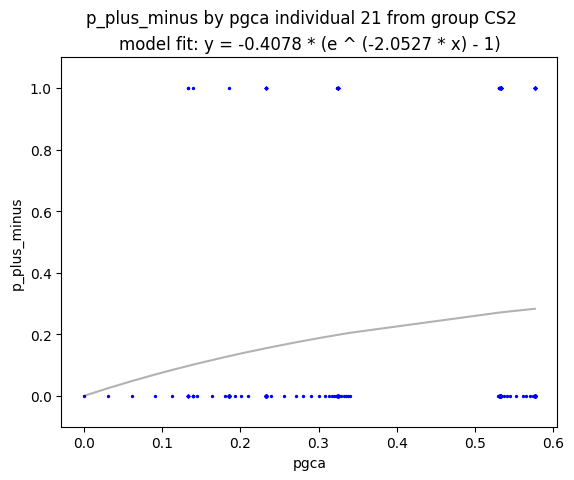 p_plus_minus by pgca individual 21 from group CS2
model fit: y = -0.4078 * (e ^ (-2.0527 * x) - 1)
1.0
0.8
0.6
0.4
0.2
0.0
p_plus_minus
0.0 0.1 0.2 0.3 0.4 0.5 0.6
pgca